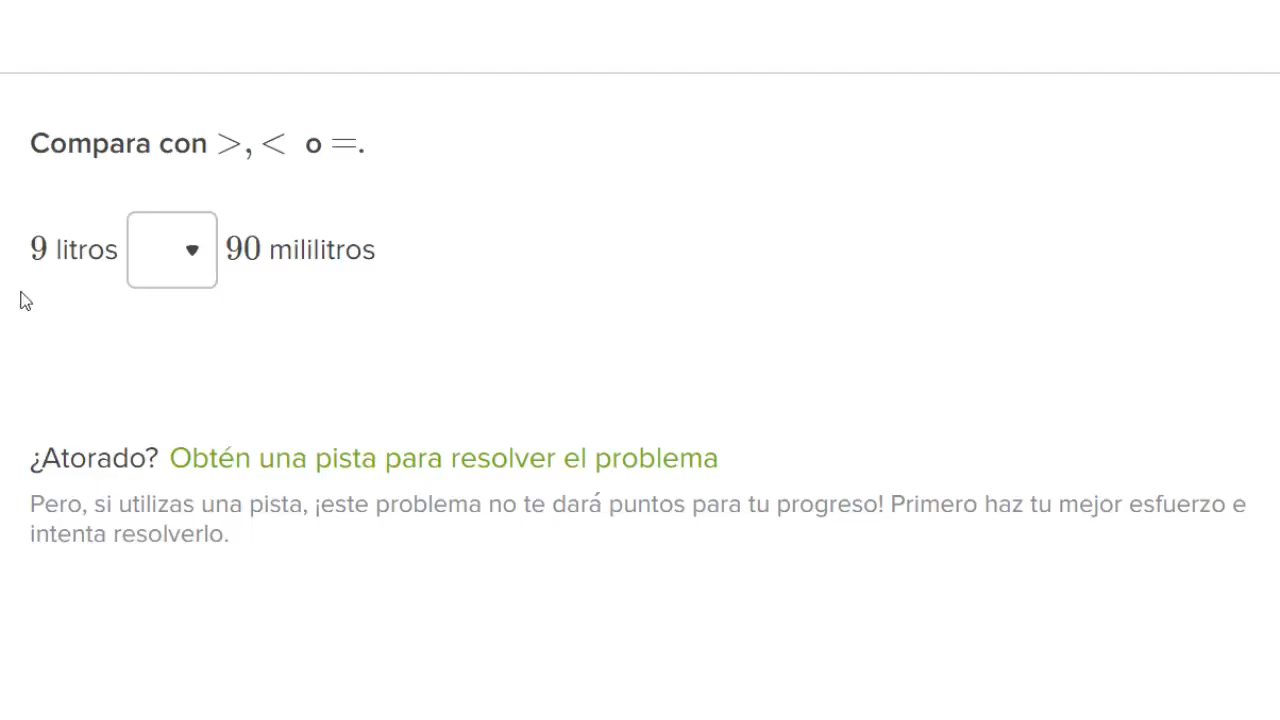 Compara con >, < o =.
9 litros 90 mililitros
¿Atorado? Obtén una pista para resolver el problema
Pero, si utilizas una pista, ¡este problema no te dará puntos para tu progreso! Primero haz tu mejor esfuerzo e
intenta resolverlo.